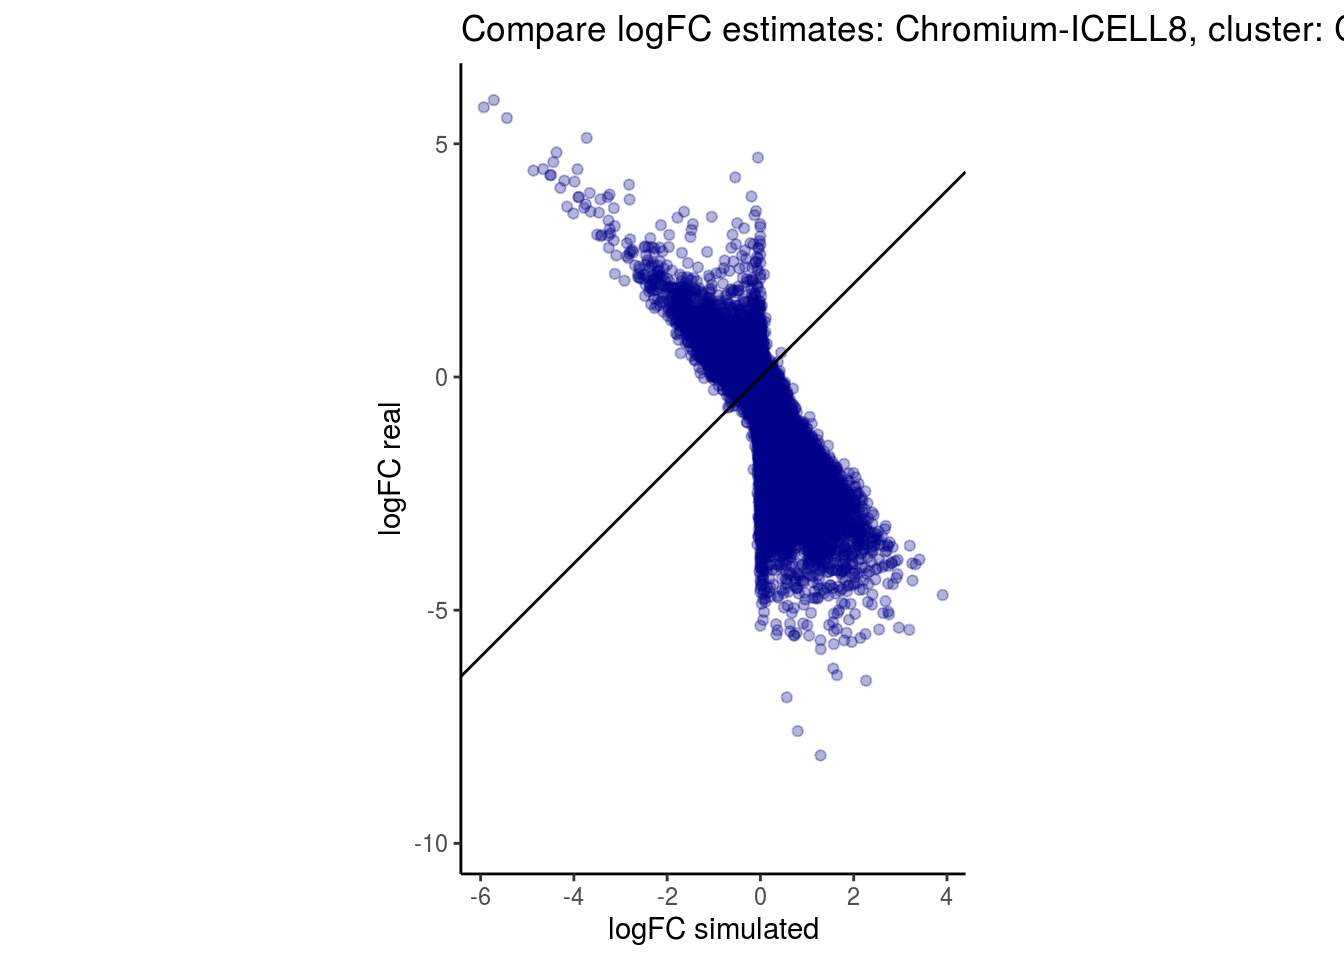 Compare logFC estimates: Chromium-ICELL8, cluster:
5
0
-5
-10
logFC real
-6 -4 -2 0 2 4
logFC simulated